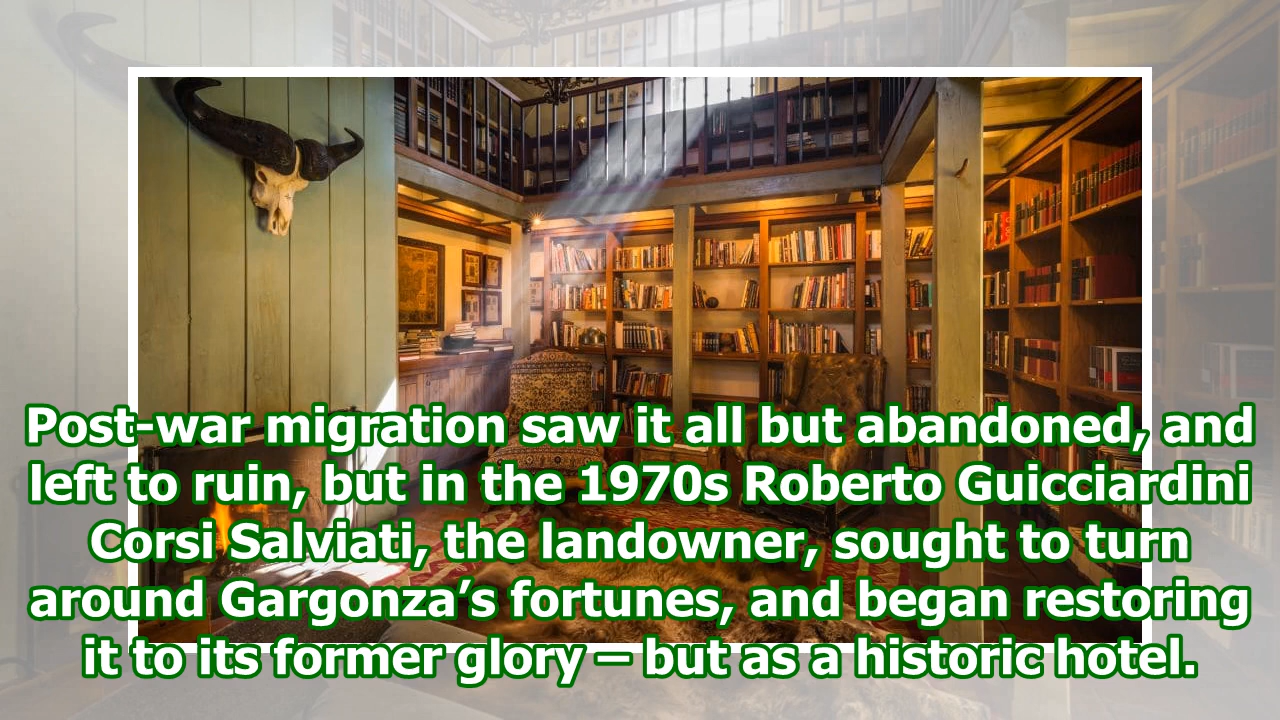 Post-war migration saw it all but abandoned, and
left to ruin, but in the 1970s Roberto Guicciardini
Corsi Salviati, the landowner, sought to turn
around Gargonza’s fortunes, and began restoring
it to its former glory – but as a historic hotel.